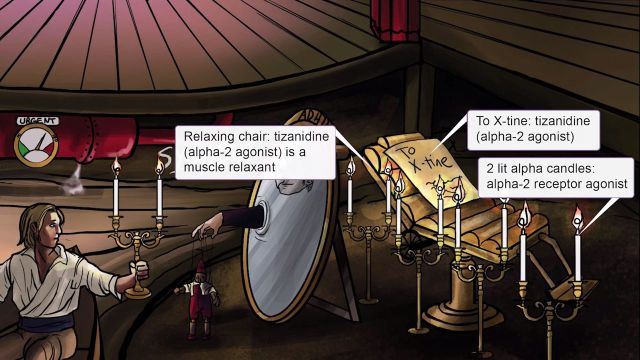 URGENT
Relaxing chair: tizanidine
(alpha-2 agonist) is a
muscle relaxant
To X-tine: tizanidine
(alpha-2 agonist)
To
X-tine
2 lit alpha candles:
alpha-2 receptor agonist